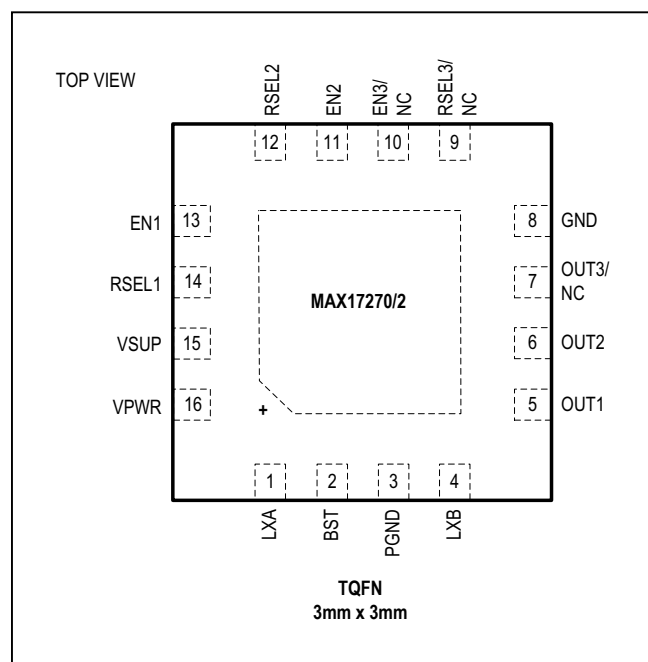 TOP VIEW
RSEL2
EN2
EN3/
NC
RSEL3/
NC
12
11
10
9
EN1
13
8
GND
RSEL1
14
7
OUT3/
NC
MAX17270/2
VSUP
15
6
OUT2
VPWR
16
5
OUT1
+
1
2
3
4
LXA
BST
PGND
LXB
TQFN
3mm x 3mm